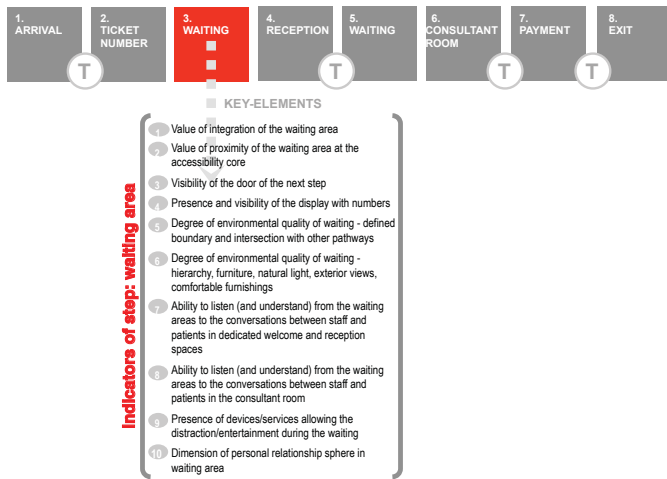 1.
ARRIVAL
2.
TICKET
NUMBER
3.
WAITING
4.
RECEPTION
5.
WAITING
6.
CONSULTANT
ROOM
7.
PAYMENT
8.
EXIT
T
T
T
T
KEY-ELEMENTS
Indicators of step: waiting area
1 Value of integration of the waiting area
2 Value of proximity of the waiting area at the
accessibility core
3 Visibility of the door of the next step
4 Presence and visibility of the display with numbers
5 Degree of environmental quality of waiting - defined
boundary and intersection with other pathways
6 Degree of environmental quality of waiting -
hierarchy, furniture, natural light, exterior views,
comfortable furnishings
7 Ability to listen (and understand) from the waiting
areas to the conversations between staff and
patients in dedicated welcome and reception
spaces
8 Ability to listen (and understand) from the waiting
areas to the conversations between staff and
patients in the consultant room
9 Presence of devices/services allowing the
distraction/entertainment during the waiting
10 Dimension of personal relationship sphere in
waiting area